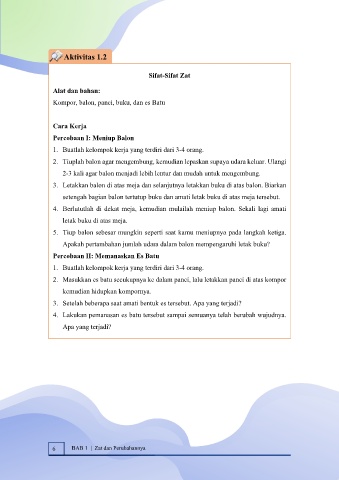 Aktivitas 1.2
Sifat-Sifat Zat
Alat dan bahan:
Kompor, balon, panci, buku, dan es Batu
Cara Kerja
Percobaan I: Meniup Balon
1. Buatlah kelompok kerja yang terdiri dari 3-4 orang.
2. Tiuplah balon agar mengembung, kemudian lepaskan supaya udara keluar. Ulangi
2-3 kali agar balon menjadi lebih lentur dan mudah untuk mengembung.
3. Letakkan balon di atas meja dan selanjutnya letakkan buku di atas balon. Biarkan
setengah bagian balon tertutup buku dan amati letak buku di atas meja tersebut.
4. Berlututlah di dekat meja, kemudian mulailah meniup balon. Sekali lagi amati
letak buku di atas meja.
5. Tiup balon sebesar mungkin seperti saat kamu meniupnya pada langkah ketiga.
Apakah pertambahan jumlah udara dalam balon mempengaruhi letak buku?
Percobaan II: Memanaskan Es Batu
1. Buatlah kelompok kerja yang terdiri dari 3-4 orang.
2. Masukkan es batu secukupnya ke dalam panci, lalu letakkan panci di atas kompor
kemudian hidupkan kompornya.
3. Setelah beberapa saat amati bentuk es tersebut. Apa yang terjadi?
4. Lakukan pemanasan es batu tersebut sampai semuanya telah berubah wujudnya.
Apa yang terjadi?
6 BAB 1 | Zat dan Perubahannya